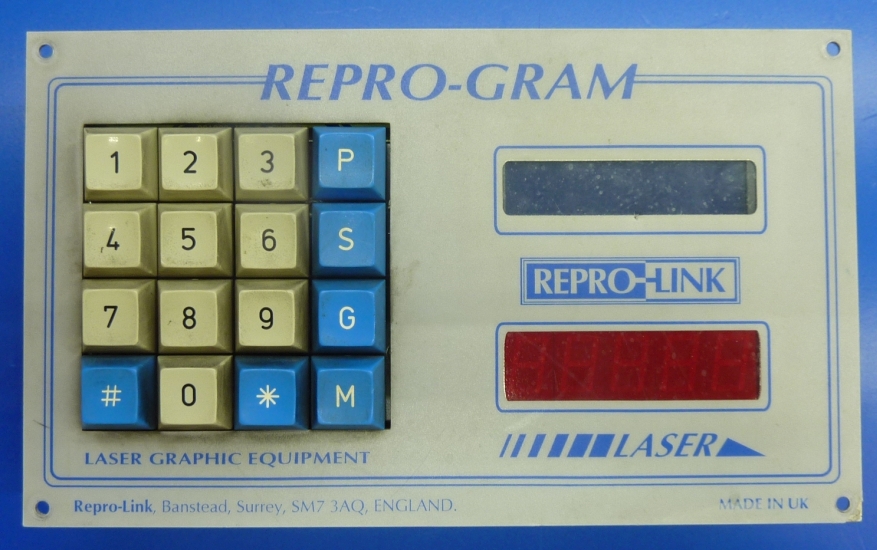 REPRO-GRAM
1 2 3 P
4 5 6 S
7 8 9 G
# 0 * M
REPRO-LINK
LASER
LASER GRAPHIC EQUIPMENT
Repro-Link, Banstead, Surrey, SM7 3AQ, ENGLAND.
MADE IN UK